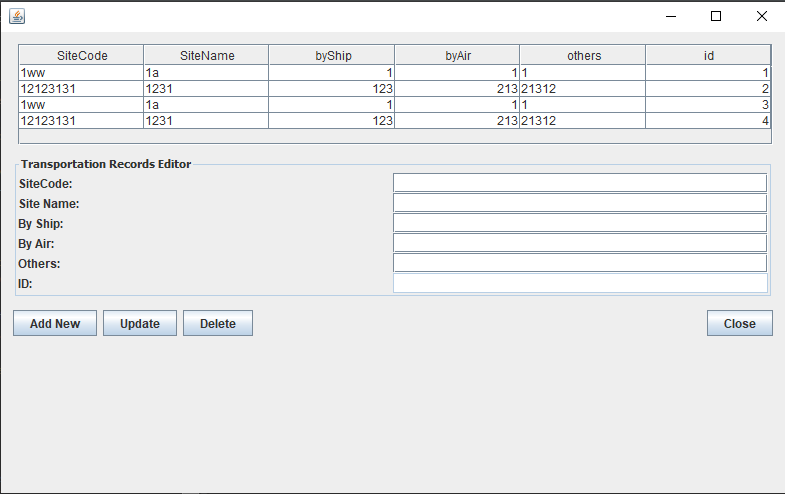 SiteCode SiteName byShip byAir others id
1ww 1a 1 1 1 1
12123131 1231 123 213 21312 2
1ww 1a 1 1 1 3
12123131 1231 123 213 21312 4
Transportation Records Editor
SiteCode:
Site Name:
By Ship:
By Air:
Others:
ID:
Add New Update Delete Close